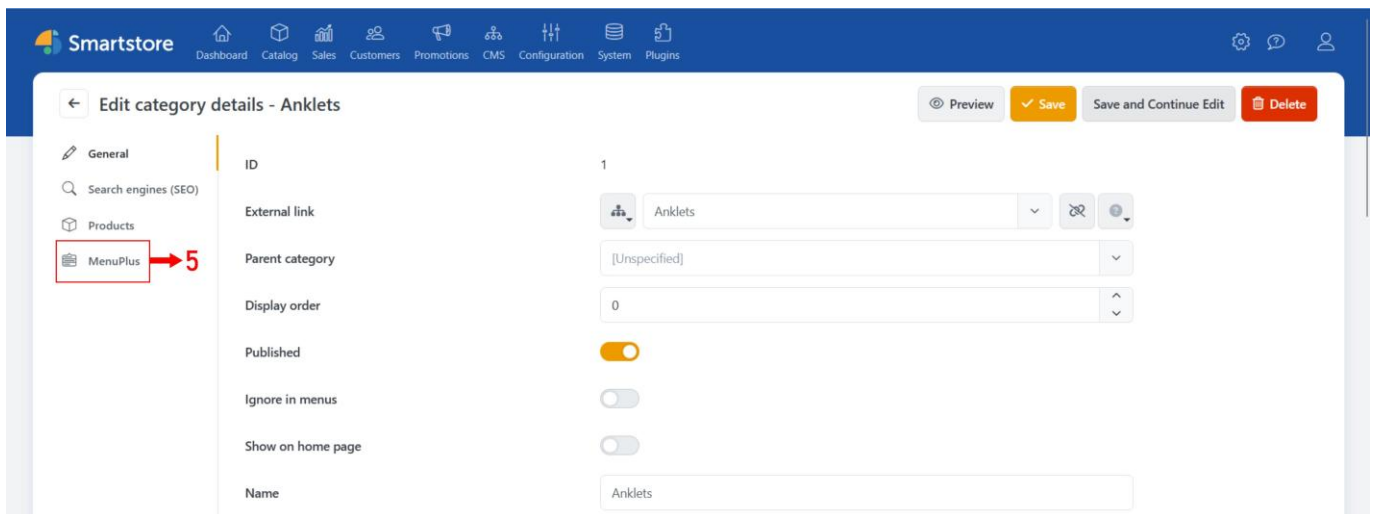 Smartstore
Dashboard Catalog Sales Customers Promotions CMS Configuration System Plugins
Edit category details - Anklets
Preview Save Save and Continue Edit Delete
General
Search engines (SEO)
Products
MenuPlus 5
ID 1
External link Anklets
Parent category [Unspecified]
Display order 0
Published
Ignore in menus
Show on home page
Name Anklets